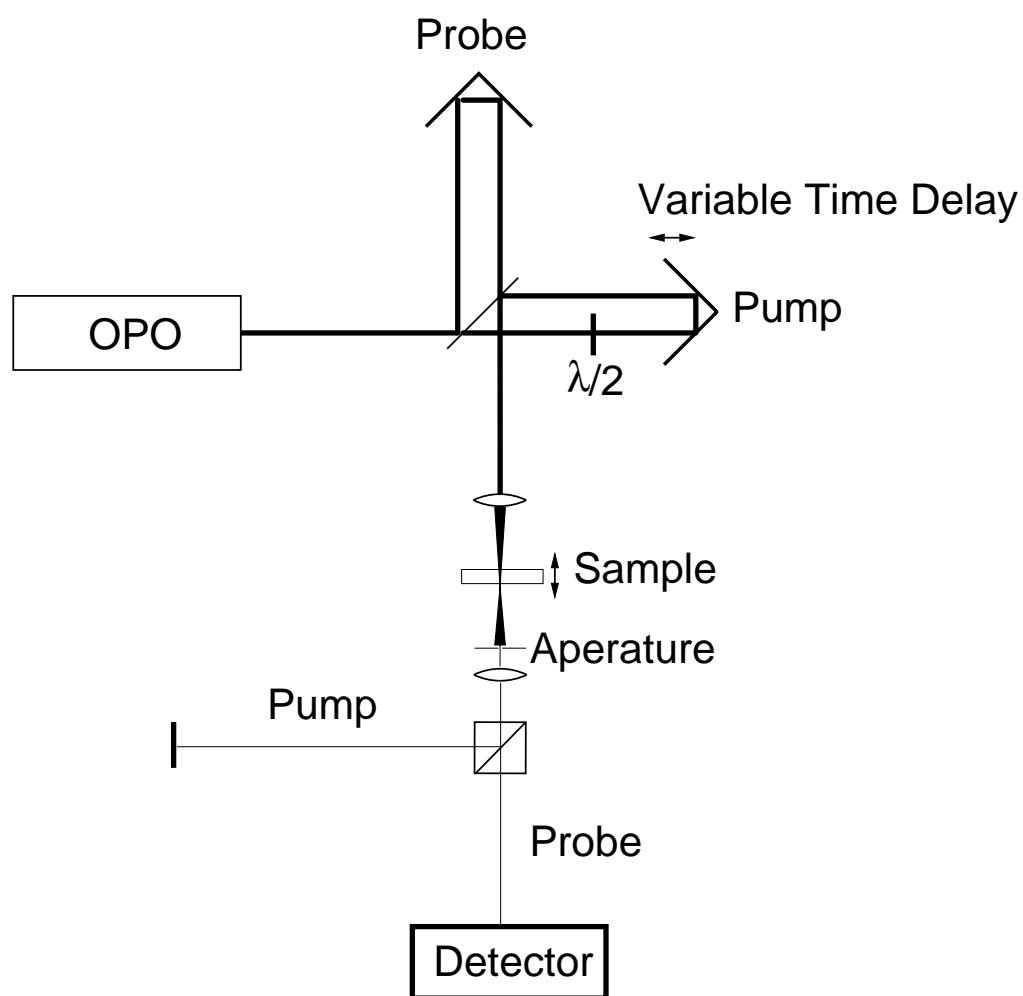 Probe
Variable Time Delay
OPO
Pump
λ/2
Sample
Aperature
Pump
Probe
Detector